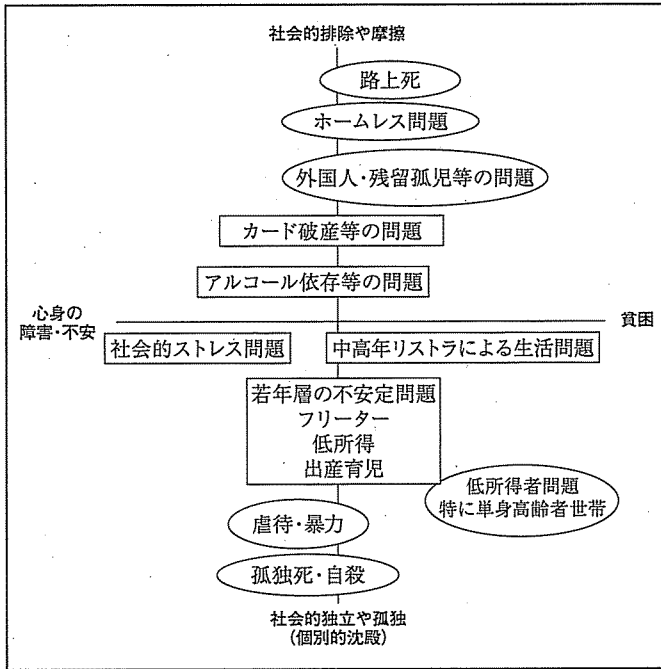 社会的排除や摩擦
路上死
ホームレス問題
外国人・残留孤児等の問題
カード破産等の問題
アルコール依存等の問題
心身の
障害・不安
貧困
社会的ストレス問題
中高年リストラによる生活問題
若年層の不安定問題
フリーター
低所得
出産育児
低所得者問題
特に単身高齢者世帯
虐待・暴力
孤独死・自殺
社会的独立や孤独
(個別的沈殿)